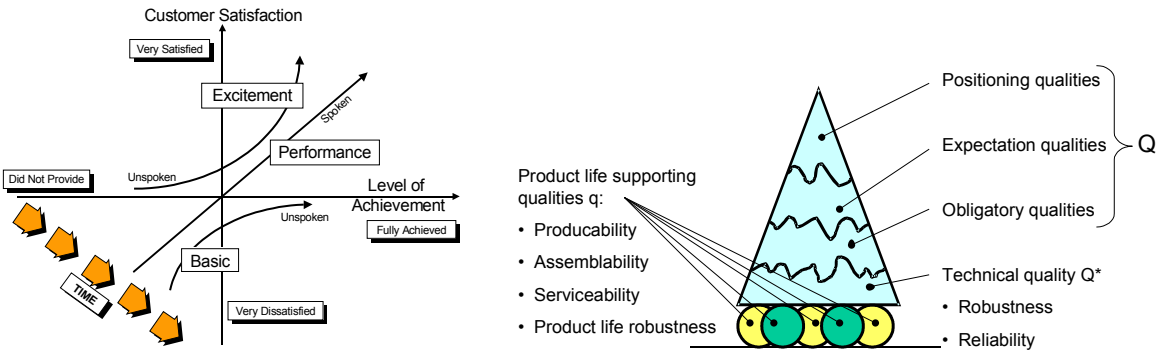 Customer Satisfaction
Very Satisfied
Excitement
Spoken
Performance
Did Not Provide
Unspoken
Level of
Achievement
Unspoken
Fully Achieved
Basic
TIME
Very Dissatisfied
Positioning qualities
Expectation qualities
Q
Obligatory qualities
Product life supporting
qualities q:
• Producability
• Assemblability
• Serviceability
• Product life robustness
Technical quality Q*
• Robustness
• Reliability